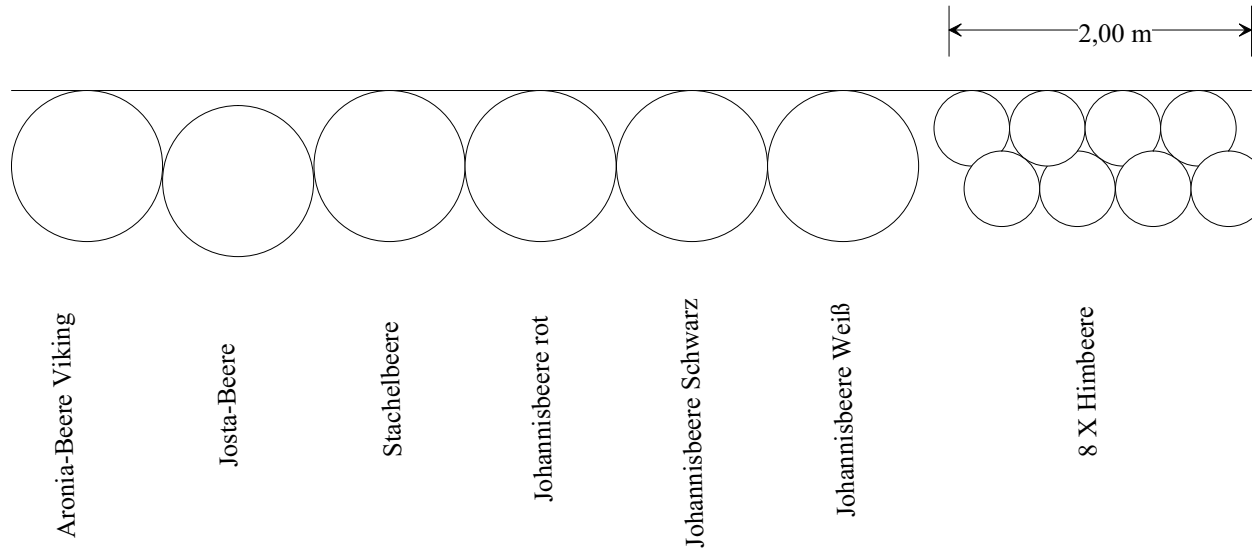 2,00 m
Aronia-Beere Viking
Josta-Beere
Stachelbeere
Johannisbeere rot
Johannisbeere Schwarz
Johannisbeere Weiß
8 X Himbeere